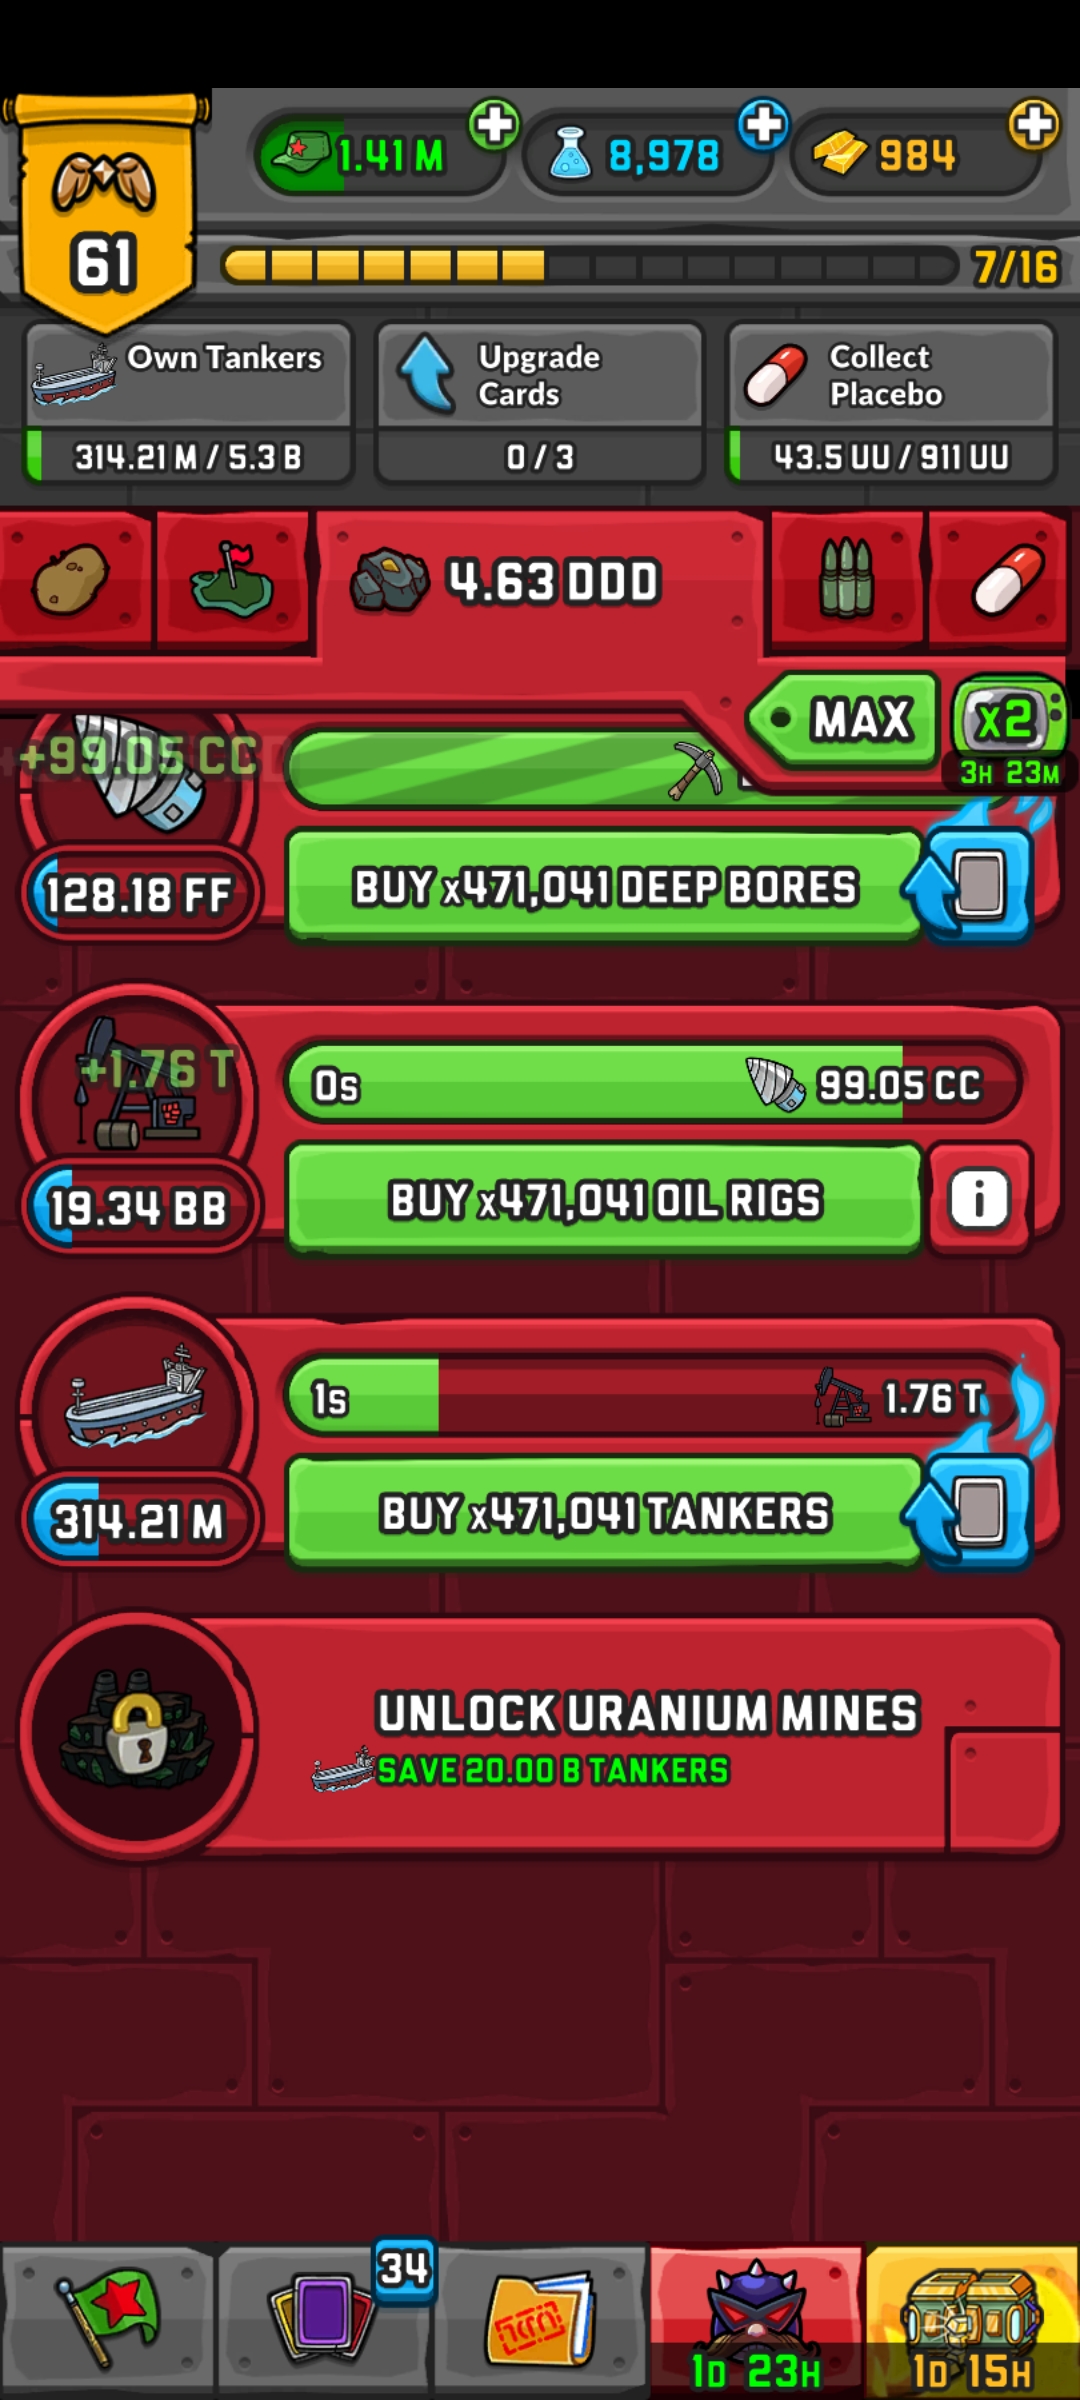 1.41 M
8,978
984
61
7/16
Own Tankers
314.21 M / 5.3 B
Upgrade
Cards
0 / 3
Collect
Placebo
43.5 UU / 911 UU
4.63 DDD
MAX
x2
3H 23M
+99.05 CC
128.18 FF
BUY x471,041 DEEP BORES
+1.76 T
0s
99.05 CC
19.34 BB
BUY x471,041 OIL RIGS
i
1s
1.76 T
314.21 M
BUY x471,041 TANKERS
UNLOCK URANIUM MINES
SAVE 20.00 B TANKERS
34
1D 23H
1D 15H